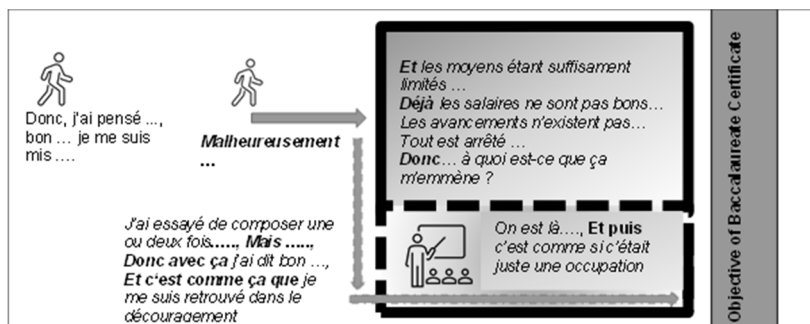 Donc, j'ai pensé ...,
bon ... je me suis
mis ....
Malheureusement
...
Et les moyens étant suffisament
limités ...
Déjà les salaires ne sont pas bons...
Les avancements n'existent pas...
Tout est arrêté ...
Donc... à quoi est-ce que ça
m'emmène ?
J'ai essayé de composer une
ou deux fois....., Mais .....,
Donc avec ça j'ai dit bon ...,
Et c'est comme ça que je
me suis retrouvé dans le
découragement
On est là...., Et puis
c'est comme si c'était
juste une occupation
Objective of Baccalaureate Certificate